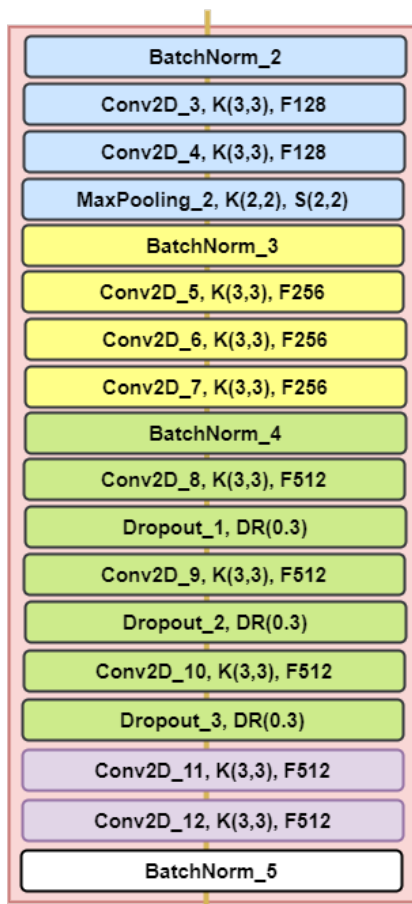 BatchNorm_2
Conv2D_3, K(3,3), F128
Conv2D_4, K(3,3), F128
MaxPooling_2, K(2,2), S(2,2)
BatchNorm_3
Conv2D_5, K(3,3), F256
Conv2D_6, K(3,3), F256
Conv2D_7, K(3,3), F256
BatchNorm_4
Conv2D_8, K(3,3), F512
Dropout_1, DR(0.3)
Conv2D_9, K(3,3), F512
Dropout_2, DR(0.3)
Conv2D_10, K(3,3), F512
Dropout_3, DR(0.3)
Conv2D_11, K(3,3), F512
Conv2D_12, K(3,3), F512
BatchNorm_5